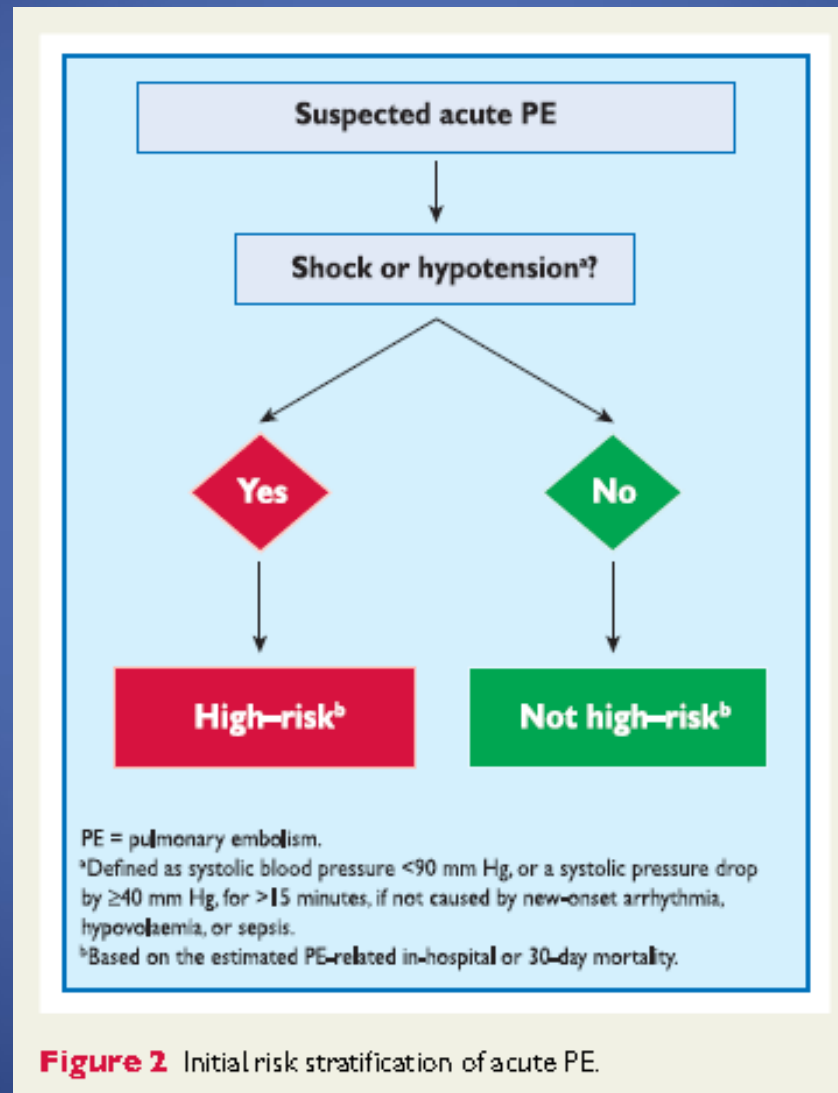 Suspected acute PE
Shock or hypotensionᵃ?
Yes
No
High–riskᵇ
Not high–riskᵇ
PE = pulmonary embolism.
ᵃDefined as systolic blood pressure <90 mm Hg, or a systolic pressure drop
by ≥40 mm Hg, for >15 minutes, if not caused by new-onset arrhythmia,
hypovolaemia, or sepsis.
ᵇBased on the estimated PE-related in-hospital or 30-day mortality.
Figure 2 Initial risk stratification of acute PE.